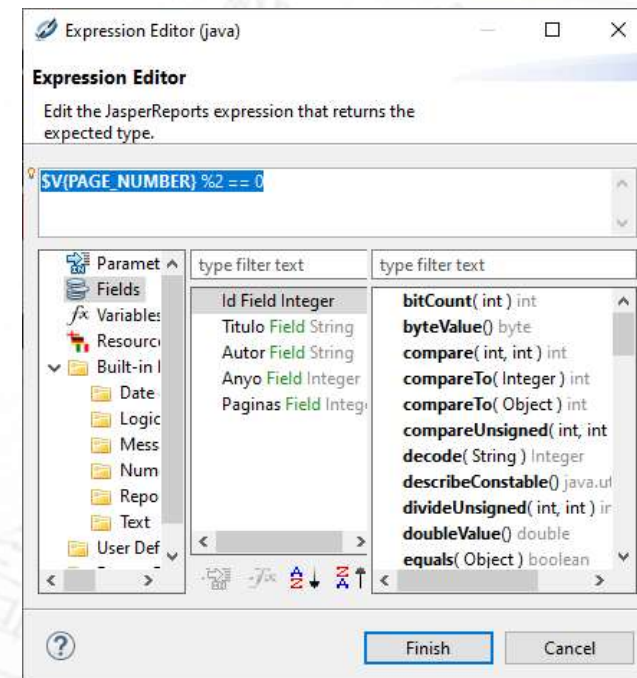 Expression Editor (java)
Expression Editor
Edit the JasperReports expression that returns the
expected type.
$V{PAGE_NUMBER} %2 == 0
Paramet
Fields
fx Variables
Resource
Built-in
Date
Logic
Mess
Num
Repo
Text
User Def
type filter text
Id Field Integer
Titulo Field String
Autor Field String
Anyo Field Integer
Paginas Field Intege
type filter text
bitCount( int ) int
byteValue() byte
compare( int, int ) int
compareTo( Integer ) int
compareTo( Object ) int
compareUnsigned( int, int
decode( String ) Integer
describeConstable() java.ut
divideUnsigned( int, int ) in
doubleValue() double
equals( Object ) boolean
Finish
Cancel